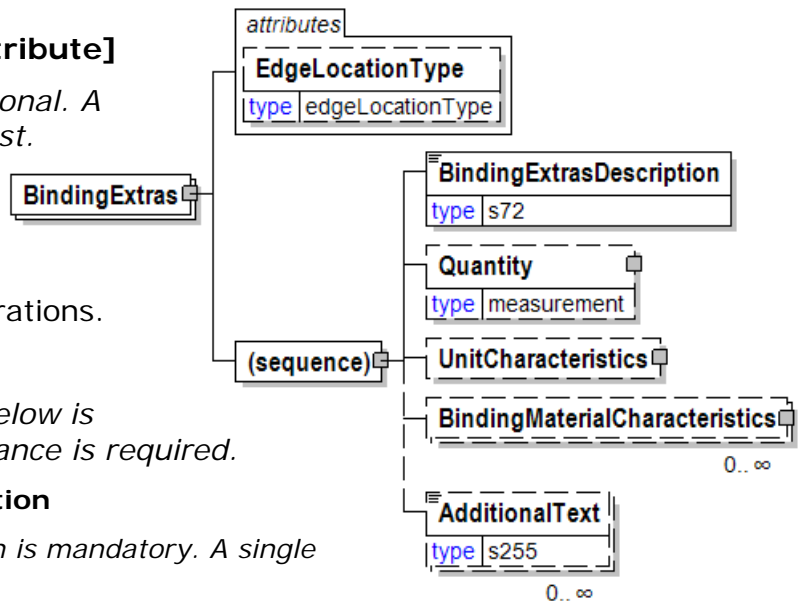 tribute]
onal. A
st.
rations.
elow is
ance is required.
tion
n is mandatory. A single
attributes
EdgeLocationType
type edgeLocationType
BindingExtras
(sequence)
BindingExtrasDescription
type s72
Quantity
type measurement
UnitCharacteristics
BindingMaterialCharacteristics
0.. ∞
AdditionalText
type s255
0.. ∞